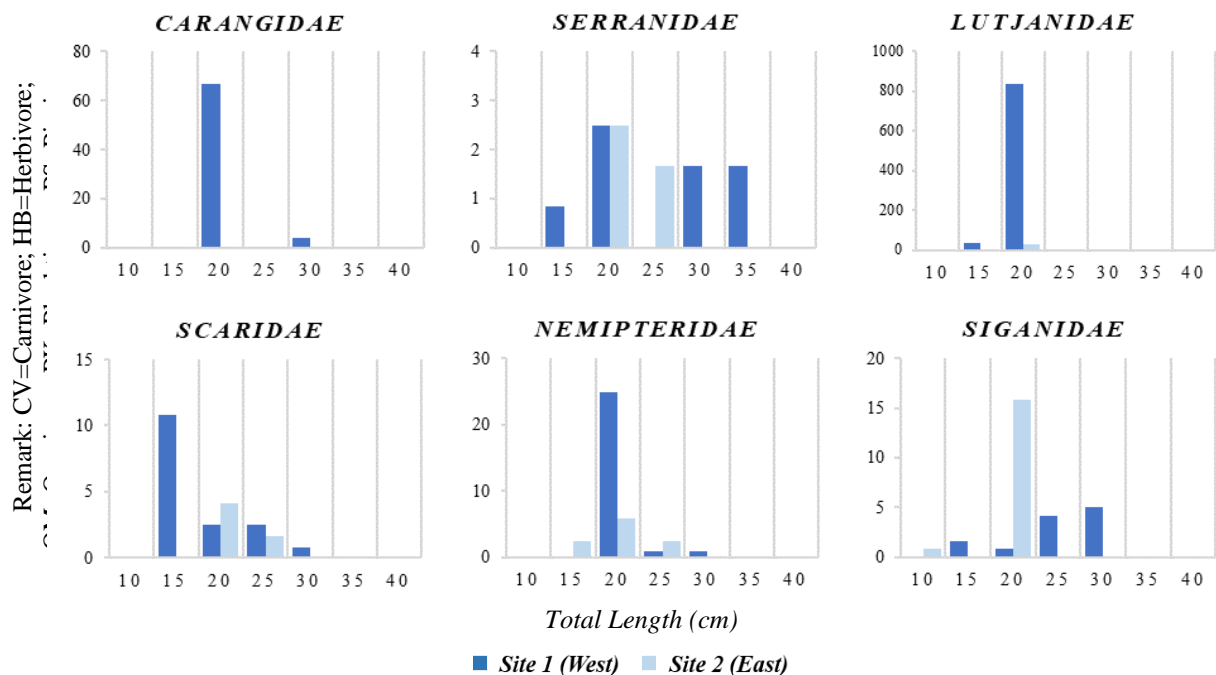 CARANGIDAE
SERRANIDAE
LUTJANIDAE
80
60
40
20
0
10 15 20 25 30 35 40
4
3
2
1
0
10 15 20 25 30 35 40
1000
800
600
400
200
0
10 15 20 25 30 35 40
SCARIDAE
NEMIPTERIDAE
SIGANIDAE
15
10
5
0
10 15 20 25 30 35 40
30
20
10
0
10 15 20 25 30 35 40
20
15
10
5
0
10 15 20 25 30 35 40
Remark: CV=Carnivore; HB=Herbivore;
Total Length (cm)
Site 1 (West) Site 2 (East)